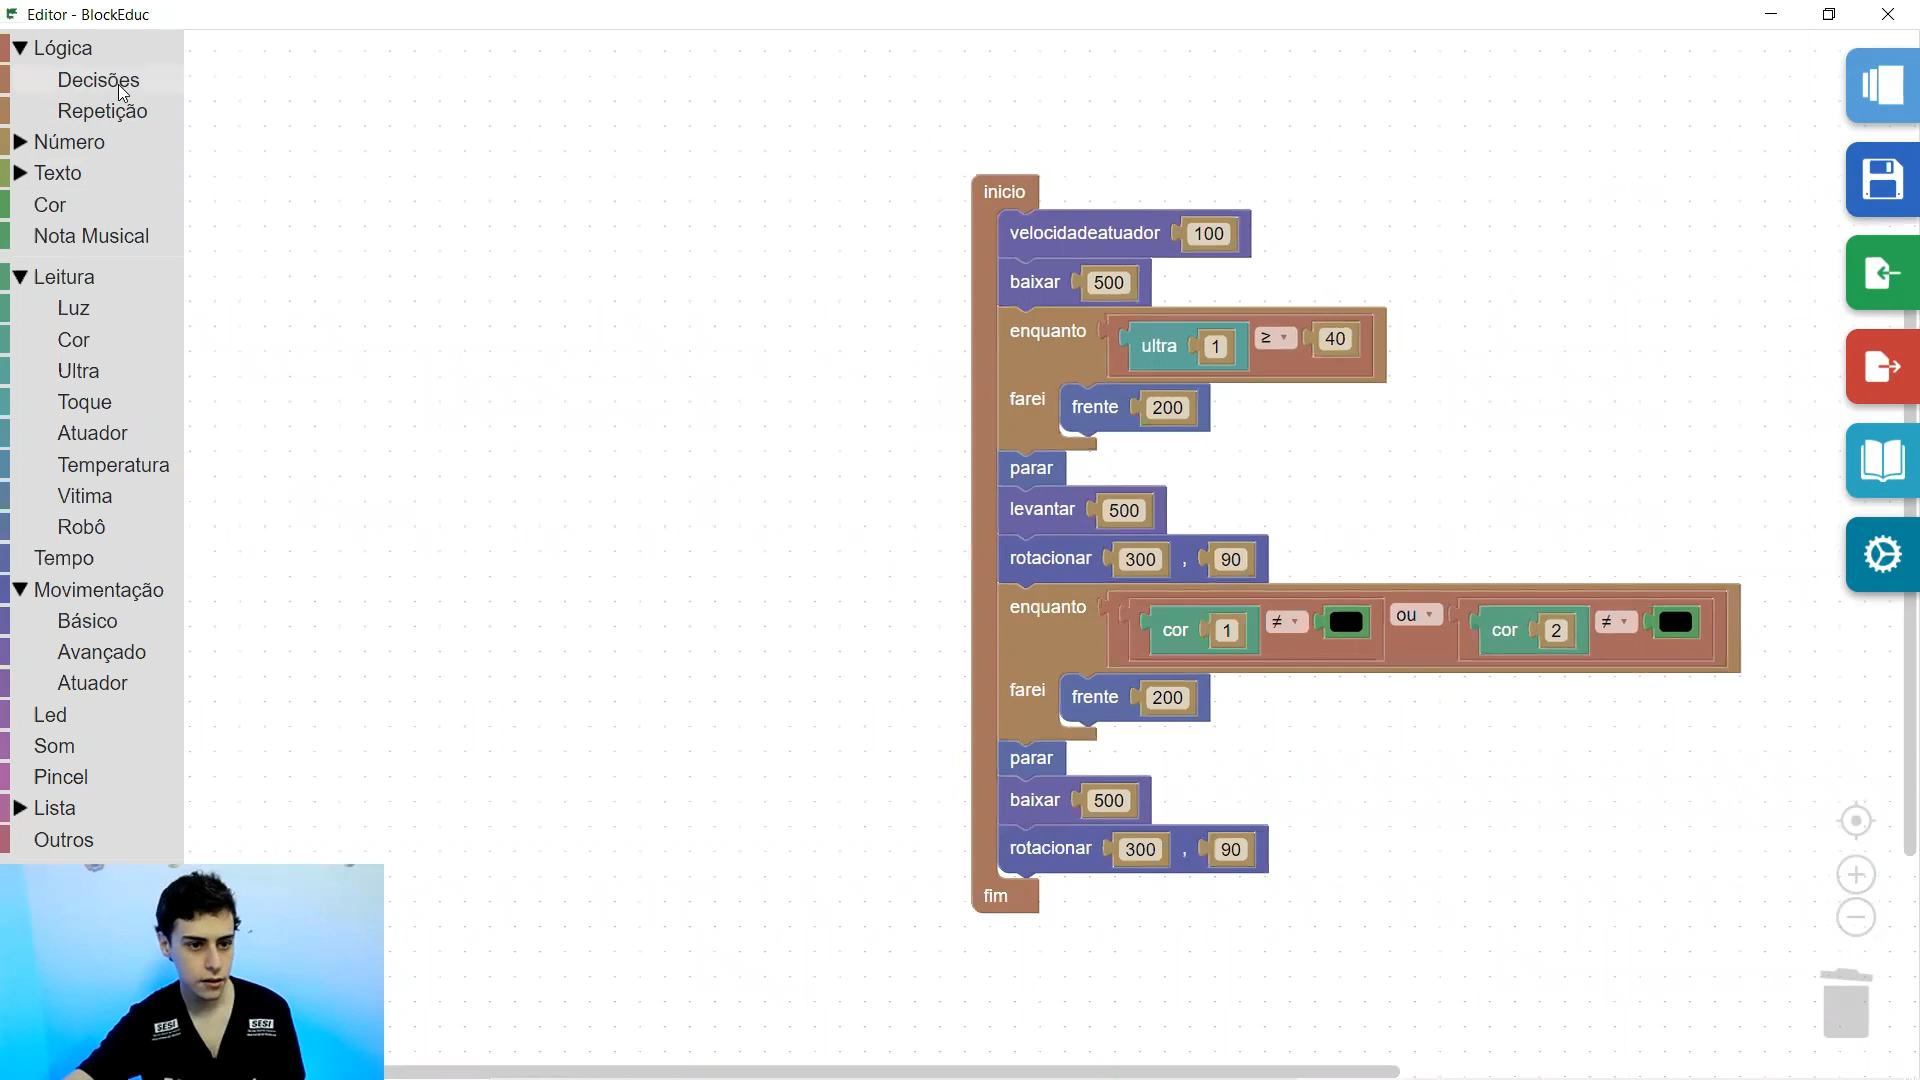 Editor - BlockEduc
Lógica
Decisões
Repetição
Número
Texto
Cor
Nota Musical
Leitura
Luz
Cor
Ultra
Toque
Atuador
Temperatura
Vitima
Robô
Tempo
Movimentação
Básico
Avançado
Atuador
Led
Som
Pincel
Lista
Outros
inicio
velocidadeatuador 100
baixar 500
enquanto ultra 1 ≥ 40
farei frente 200
parar
levantar 500
rotacionar 300 , 90
enquanto cor 1 ≠ ou cor 2 ≠
farei frente 200
parar
baixar 500
rotacionar 300 , 90
fim
SESI SESI